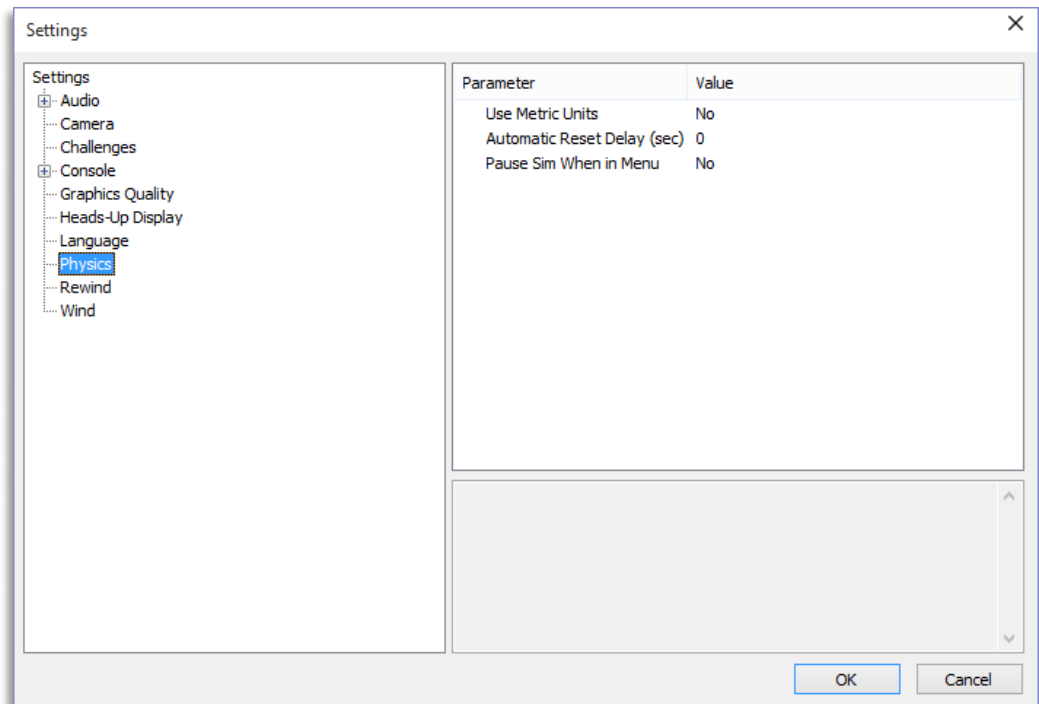 Settings
Settings
Audio
Camera
Challenges
Console
Graphics Quality
Heads-Up Display
Language
Physics
Rewind
Wind
Parameter Value
Use Metric Units No
Automatic Reset Delay (sec) 0
Pause Sim When in Menu No
OK Cancel